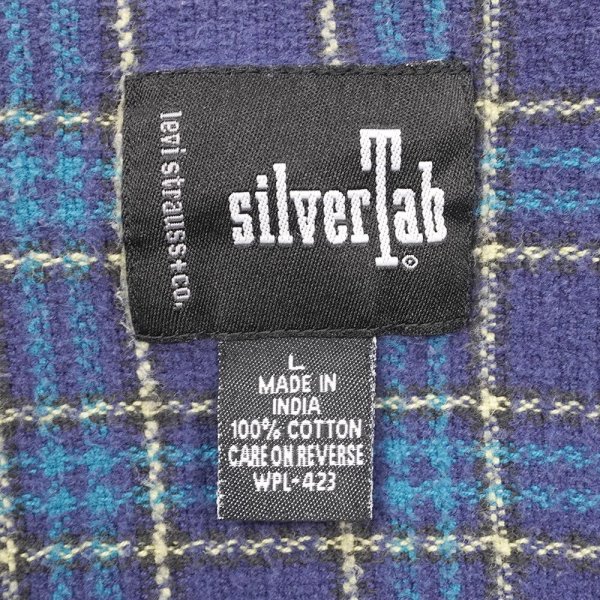 levi strauss+co.
silverTab®
L
MADE IN
INDIA
100% COTTON
CARE ON REVERSE
WPL-423